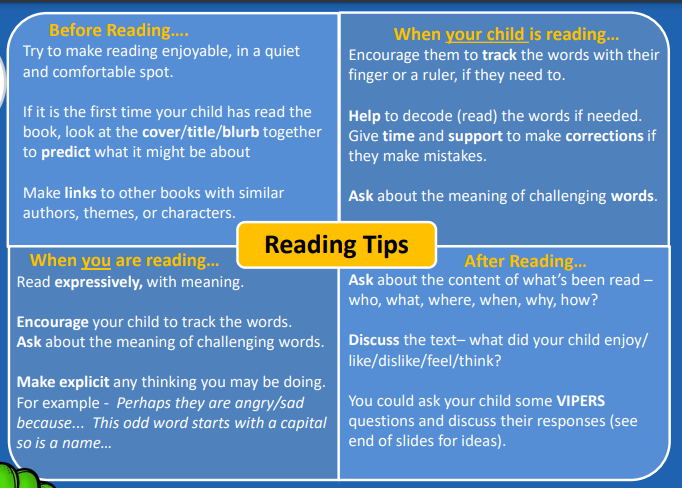 Before Reading….
Try to make reading enjoyable, in a quiet
and comfortable spot.
If it is the first time your child has read the
book, look at the cover/title/blurb together
to predict what it might be about
Make links to other books with similar
authors, themes, or characters.
When your child is reading…
Encourage them to track the words with their
finger or a ruler, if they need to.
Help to decode (read) the words if needed.
Give time and support to make corrections if
they make mistakes.
Ask about the meaning of challenging words.
Reading Tips
When you are reading…
Read expressively, with meaning.
Encourage your child to track the words.
Ask about the meaning of challenging words.
Make explicit any thinking you may be doing.
For example - Perhaps they are angry/sad
because... This odd word starts with a capital
so is a name…
After Reading…
Ask about the content of what’s been read –
who, what, where, when, why, how?
Discuss the text– what did your child enjoy/
like/dislike/feel/think?
You could ask your child some VIPERS
questions and discuss their responses (see
end of slides for ideas).